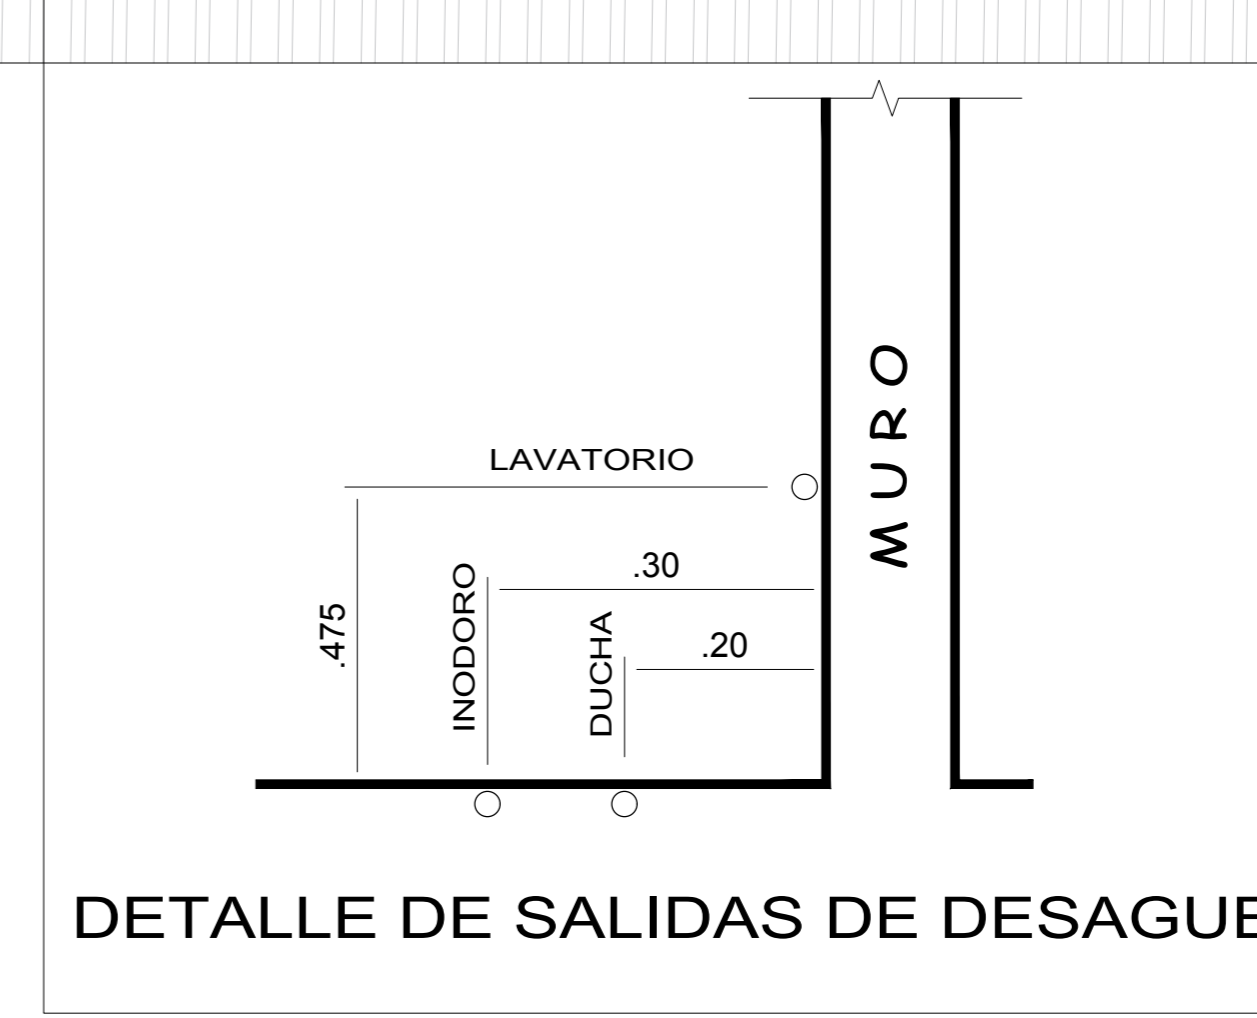 LAVATORIO
MURO
.30
.475
INODORO
DUCHA
.20
DETALLE DE SALIDAS DE DESAGUE